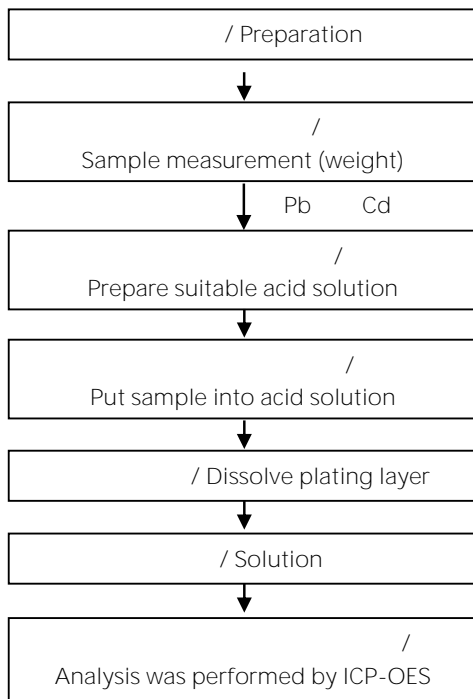 / Preparation
/
Sample measurement (weight)
Pb Cd
/
Prepare suitable acid solution
/
Put sample into acid solution
/ Dissolve plating layer
/ Solution
/
Analysis was performed by ICP-OES